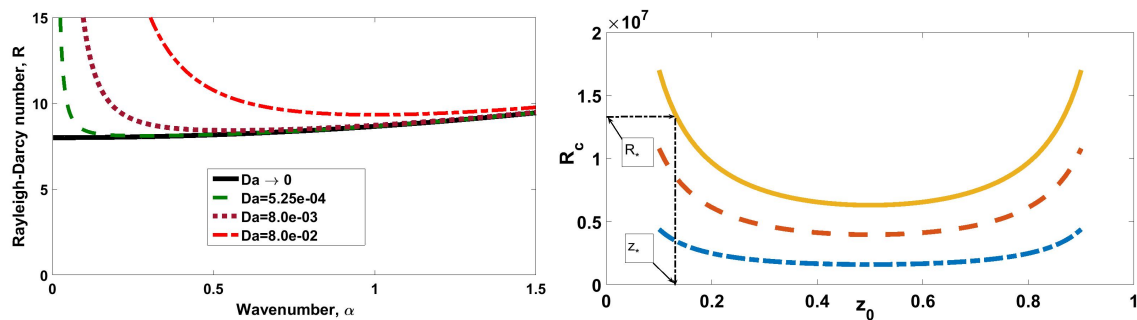 15
10
5
0
Rayleigh-Darcy number, R
Da → 0
Da=5.25e-04
Da=8.0e-03
Da=8.0e-02
0
0.5
1
1.5
Wavenumber, α
×10⁷
2
1.5
1
0.5
0
R_c
R_*
z_*
0
0.2
0.4
0.6
0.8
1
z_0